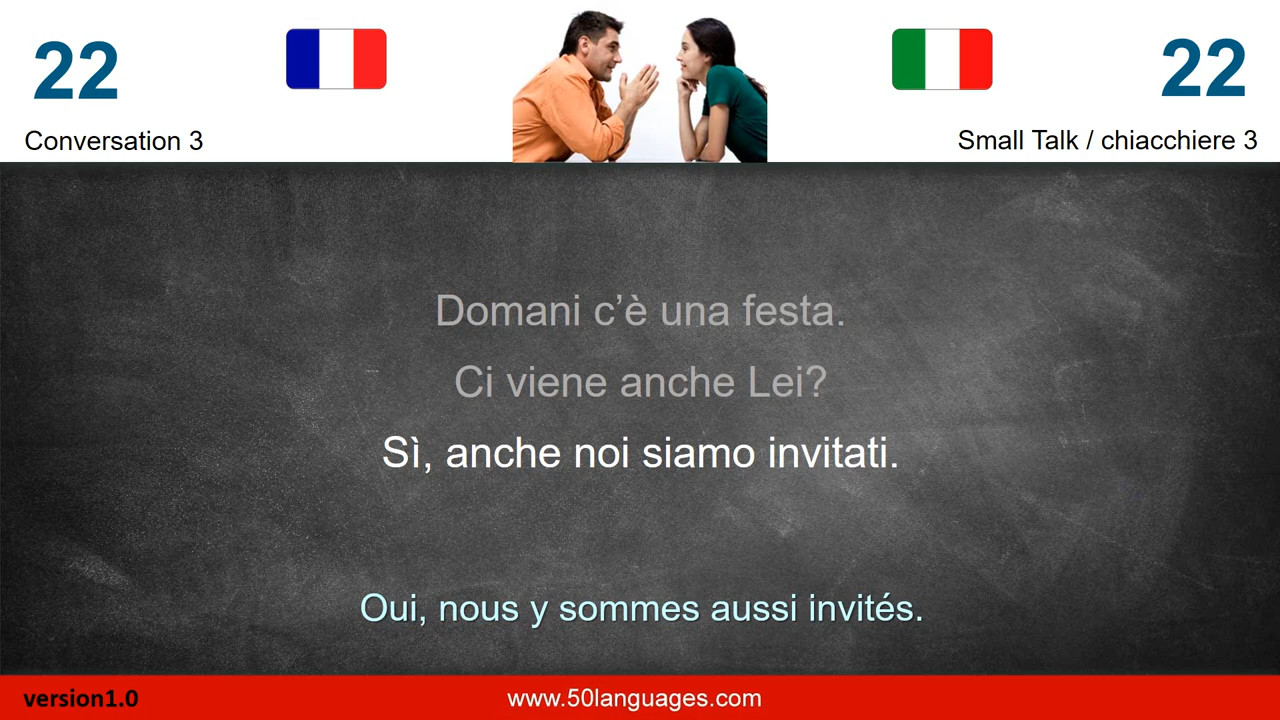 22
22
Conversation 3
Small Talk / chiacchiere 3
Domani c’è una festa.
Ci viene anche Lei?
Sì, anche noi siamo invitati.
Oui, nous y sommes aussi invités.
version1.0
www.50languages.com